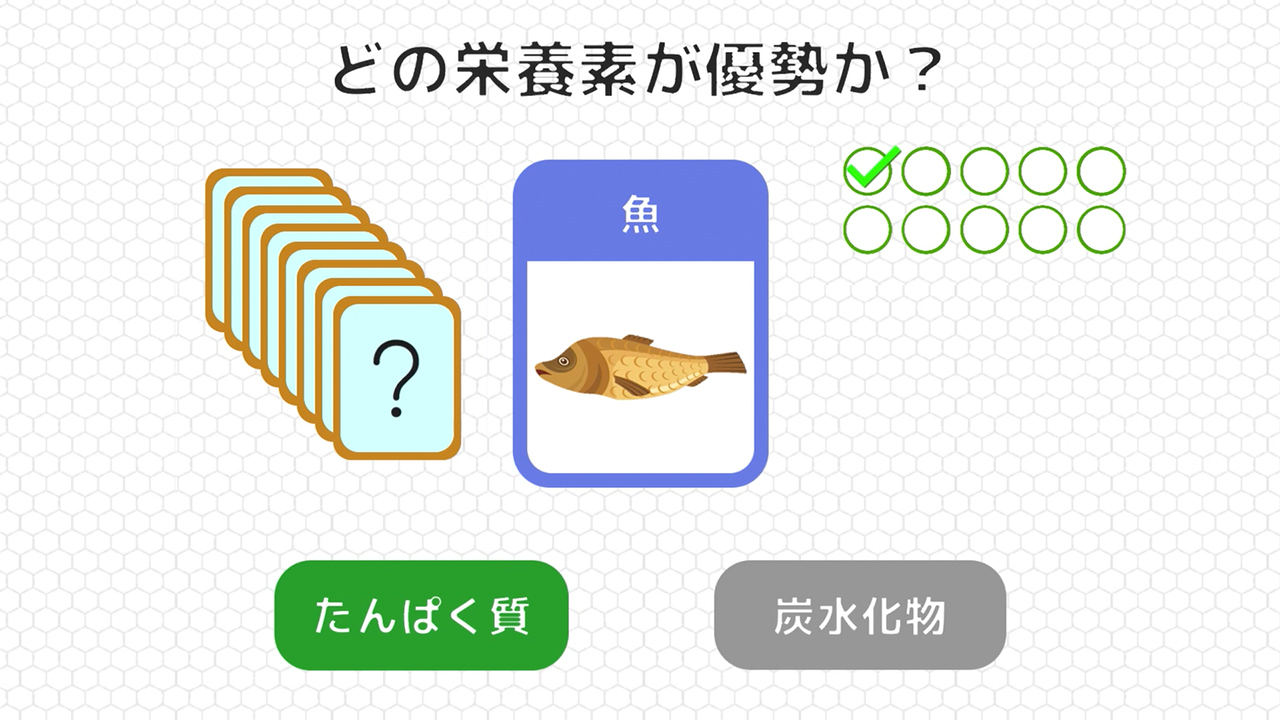 どの栄養素が優勢か？
魚
?
たんぱく質
炭水化物